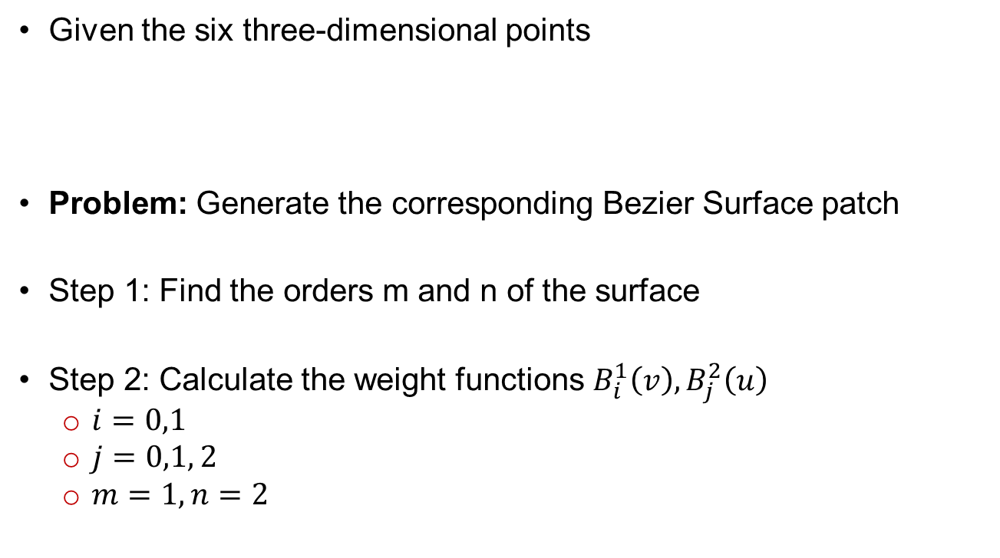 • Given the six three-dimensional points
• Problem: Generate the corresponding Bezier Surface patch
• Step 1: Find the orders m and n of the surface
• Step 2: Calculate the weight functions $B_i^1(v), B_j^2(u)$
○ $i = 0,1$
○ $j = 0,1,2$
○ $m = 1, n = 2$